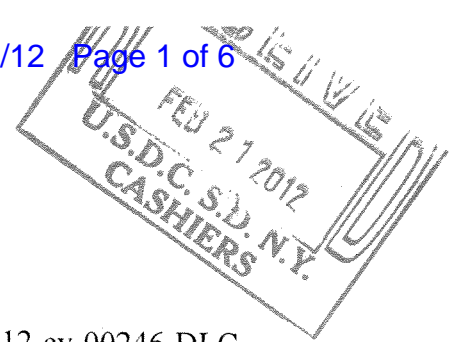 /12 Page 1 of 6
RECEIVE
FEB 21 2012
U.S.D.C. S.D. N.Y.
CASHIERS
12-cv-00246-DLC